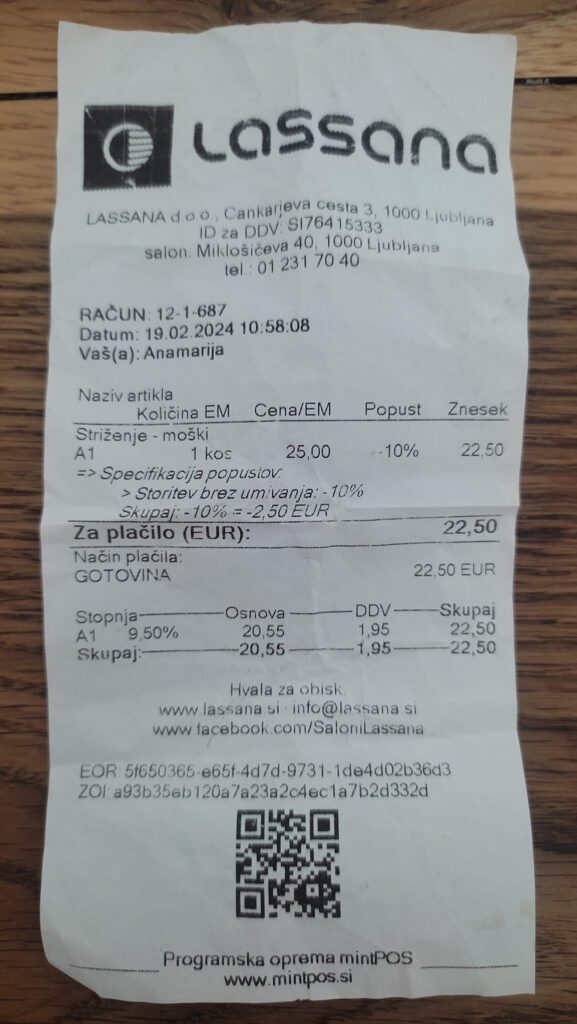 Lassana
LASSANA d.o.o., Cankarjeva cesta 3, 1000 Ljubljana
ID za DDV: SI76415333
salon: Miklošičeva 40, 1000 Ljubljana
tel.: 01 231 70 40
RAČUN: 12-1-687
Datum: 19.02.2024 10:58:08
Vaš(a): Anamarija
Naziv artikla
Količina EM Cena/EM Popust Znesek
Striženje - moški
A1 1 kos 25,00 -10% 22,50
=> Specifikacija popustov:
> Storitev brez umivanja: -10%
Skupaj: -10% = -2,50 EUR
Za plačilo (EUR): 22,50
Način plačila:
GOTOVINA 22,50 EUR
Stopnja Osnova DDV Skupaj
A1 9,50% 20,55 1,95 22,50
Skupaj: 20,55 1,95 22,50
Hvala za obisk.
www.lassana.si - info@lassana.si
www.facebook.com/SaloniLassana
EOR: 5f650365-e65f-4d7d-9731-1de4d02b36d3
ZOI: a93b35eb120a7a23a2c4ec1a7b2d332d
Programska oprema mintPOS
www.mintpos.si